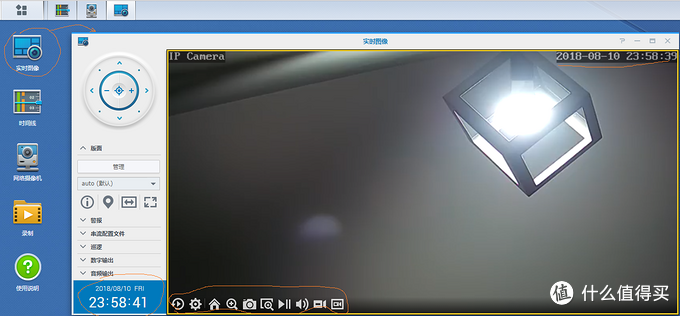 实时图像
实时图像
IP Camera
2018-08-10 23:58:39
时间线
网络摄像机
录制
使用说明
版面
管理
auto (默认)
警报
串流配置文件
巡逻
数字输出
音频输出
2018/08/10 FRI
23:58:41
值 什么值得买